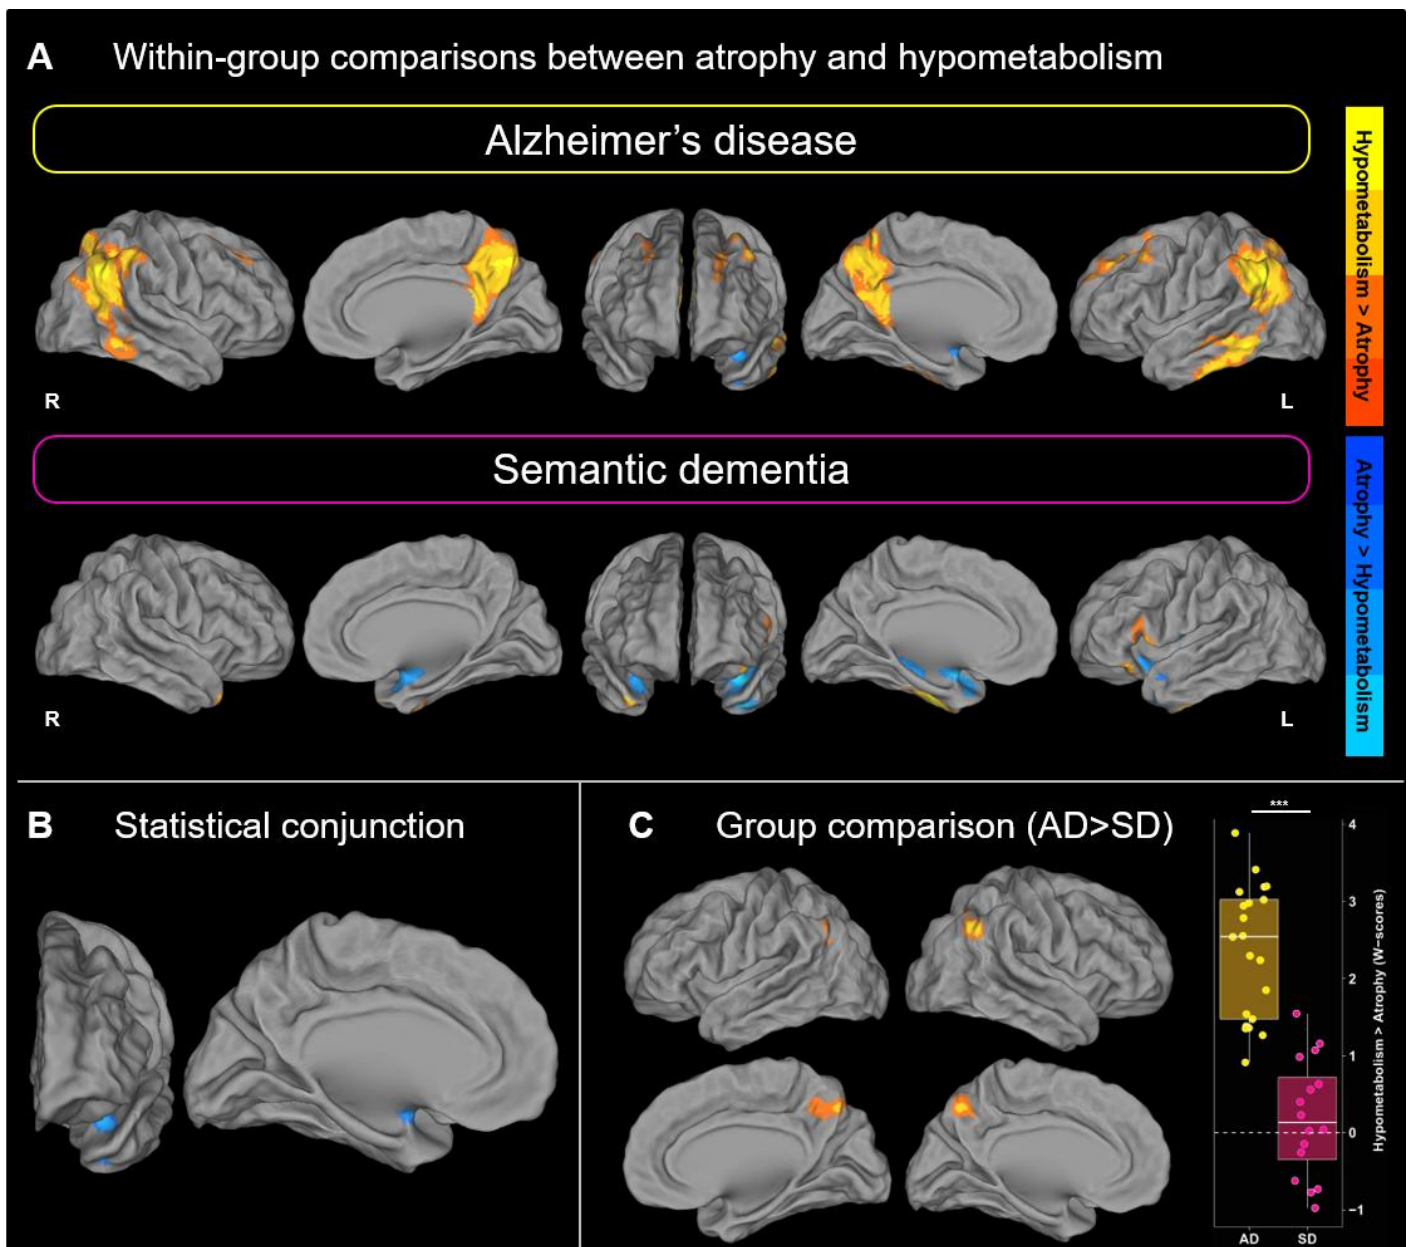 A Within-group comparisons between atrophy and hypometabolism
Alzheimer’s disease
Hypometabolism > Atrophy
R
L
Semantic dementia
Atrophy > Hypometabolism
R
L
B Statistical conjunction
C Group comparison (AD>SD)
***
4
3
2
1
0
−1
Hypometabolism > Atrophy (W−scores)
AD SD